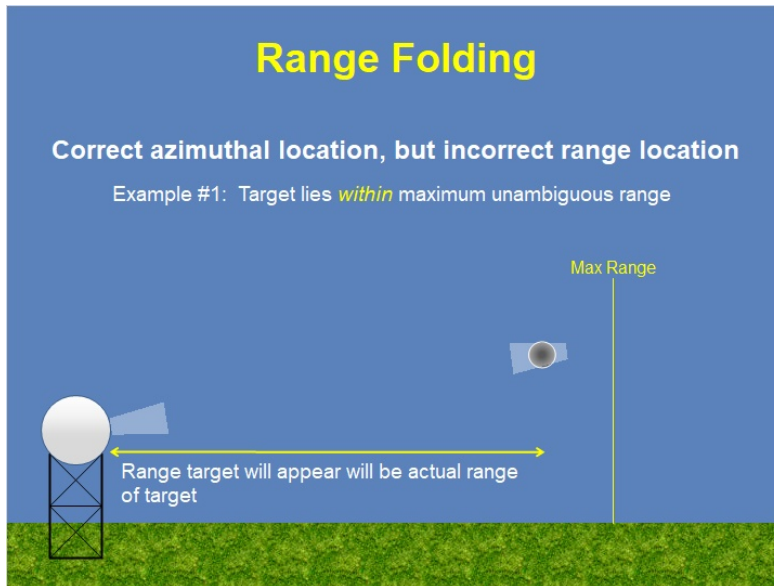 Range Folding
Correct azimuthal location, but incorrect range location
Example #1:  Target lies within maximum unambiguous range
Max Range
Range target will appear will be actual range
of target